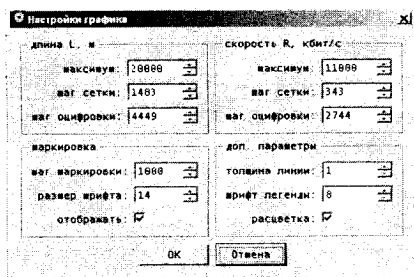 Настройки графика
длина L, м
максимум: 20000
шаг сетки: 1483
шаг оцифровки: 4449
скорость R, кбит/с
максимум: 11000
шаг сетки: 343
шаг оцифровки: 2744
маркировка
шаг маркировки: 1000
размер шрифта: 14
отображать:
доп. параметры
толщина линии: 1
шрифт легенды: 8
расцветка:
OK
Отмена